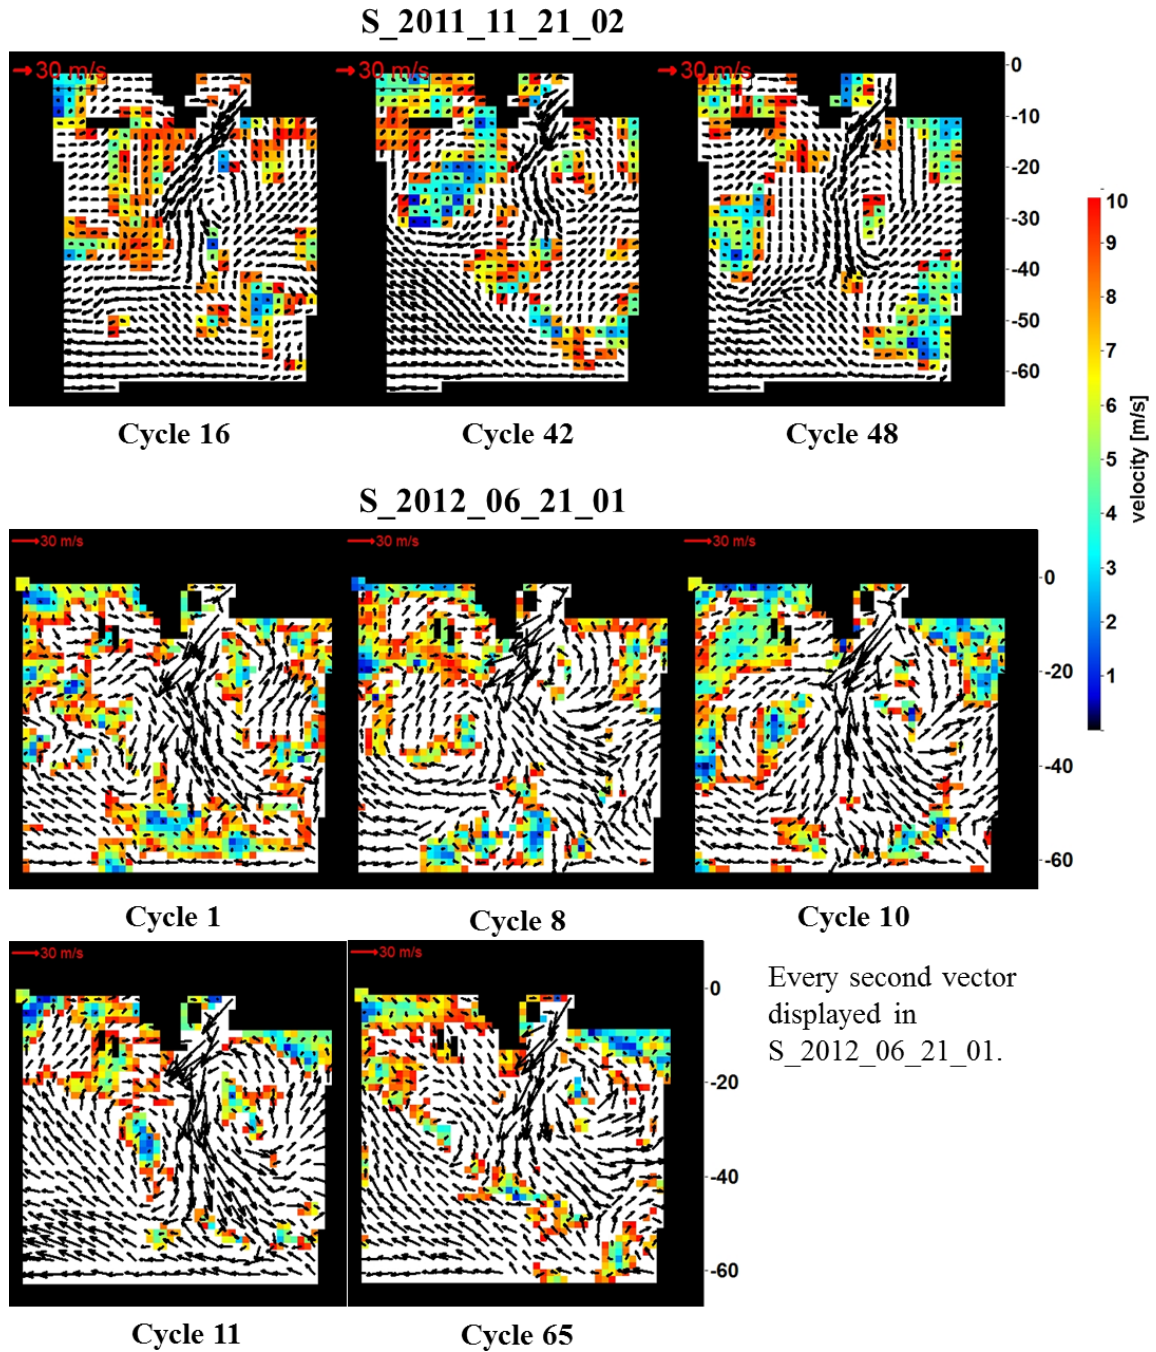 S_2011_11_21_02
30 m/s 30 m/s 30 m/s
0
-10
-20
-30
-40
-50
-60
Cycle 16 Cycle 42 Cycle 48
10
9
8
7
6
5
4
3
2
1
velocity [m/s]
S_2012_06_21_01
30 m/s 30 m/s 30 m/s
0
-20
-40
-60
Cycle 1 Cycle 8 Cycle 10
30 m/s 30 m/s
0
-20
-40
-60
Every second vector
displayed in
S_2012_06_21_01.
Cycle 11 Cycle 65